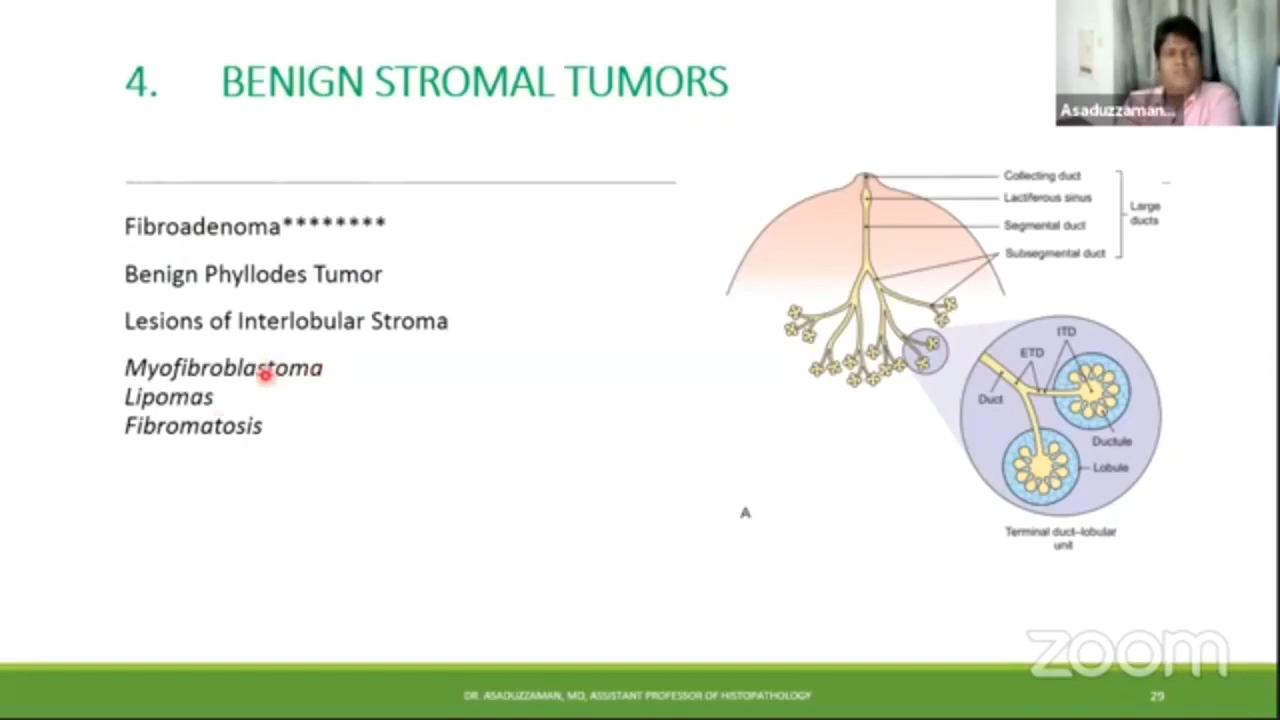 4. BENIGN STROMAL TUMORS
Asaduzzaman...
Fibroadenoma********
Benign Phyllodes Tumor
Lesions of Interlobular Stroma
Myofibroblastoma
Lipomas
Fibromatosis
Collecting duct
Lactiferous sinus
Segmental duct
Subsegmental duct
Large
ducts
ITD
ETD
Duct
Ductule
Lobule
A
Terminal duct–lobular
unit
zoom
DR. ASADUZZAMAN, MD, ASSISTANT PROFESSOR OF HISTOPATHOLOGY
29